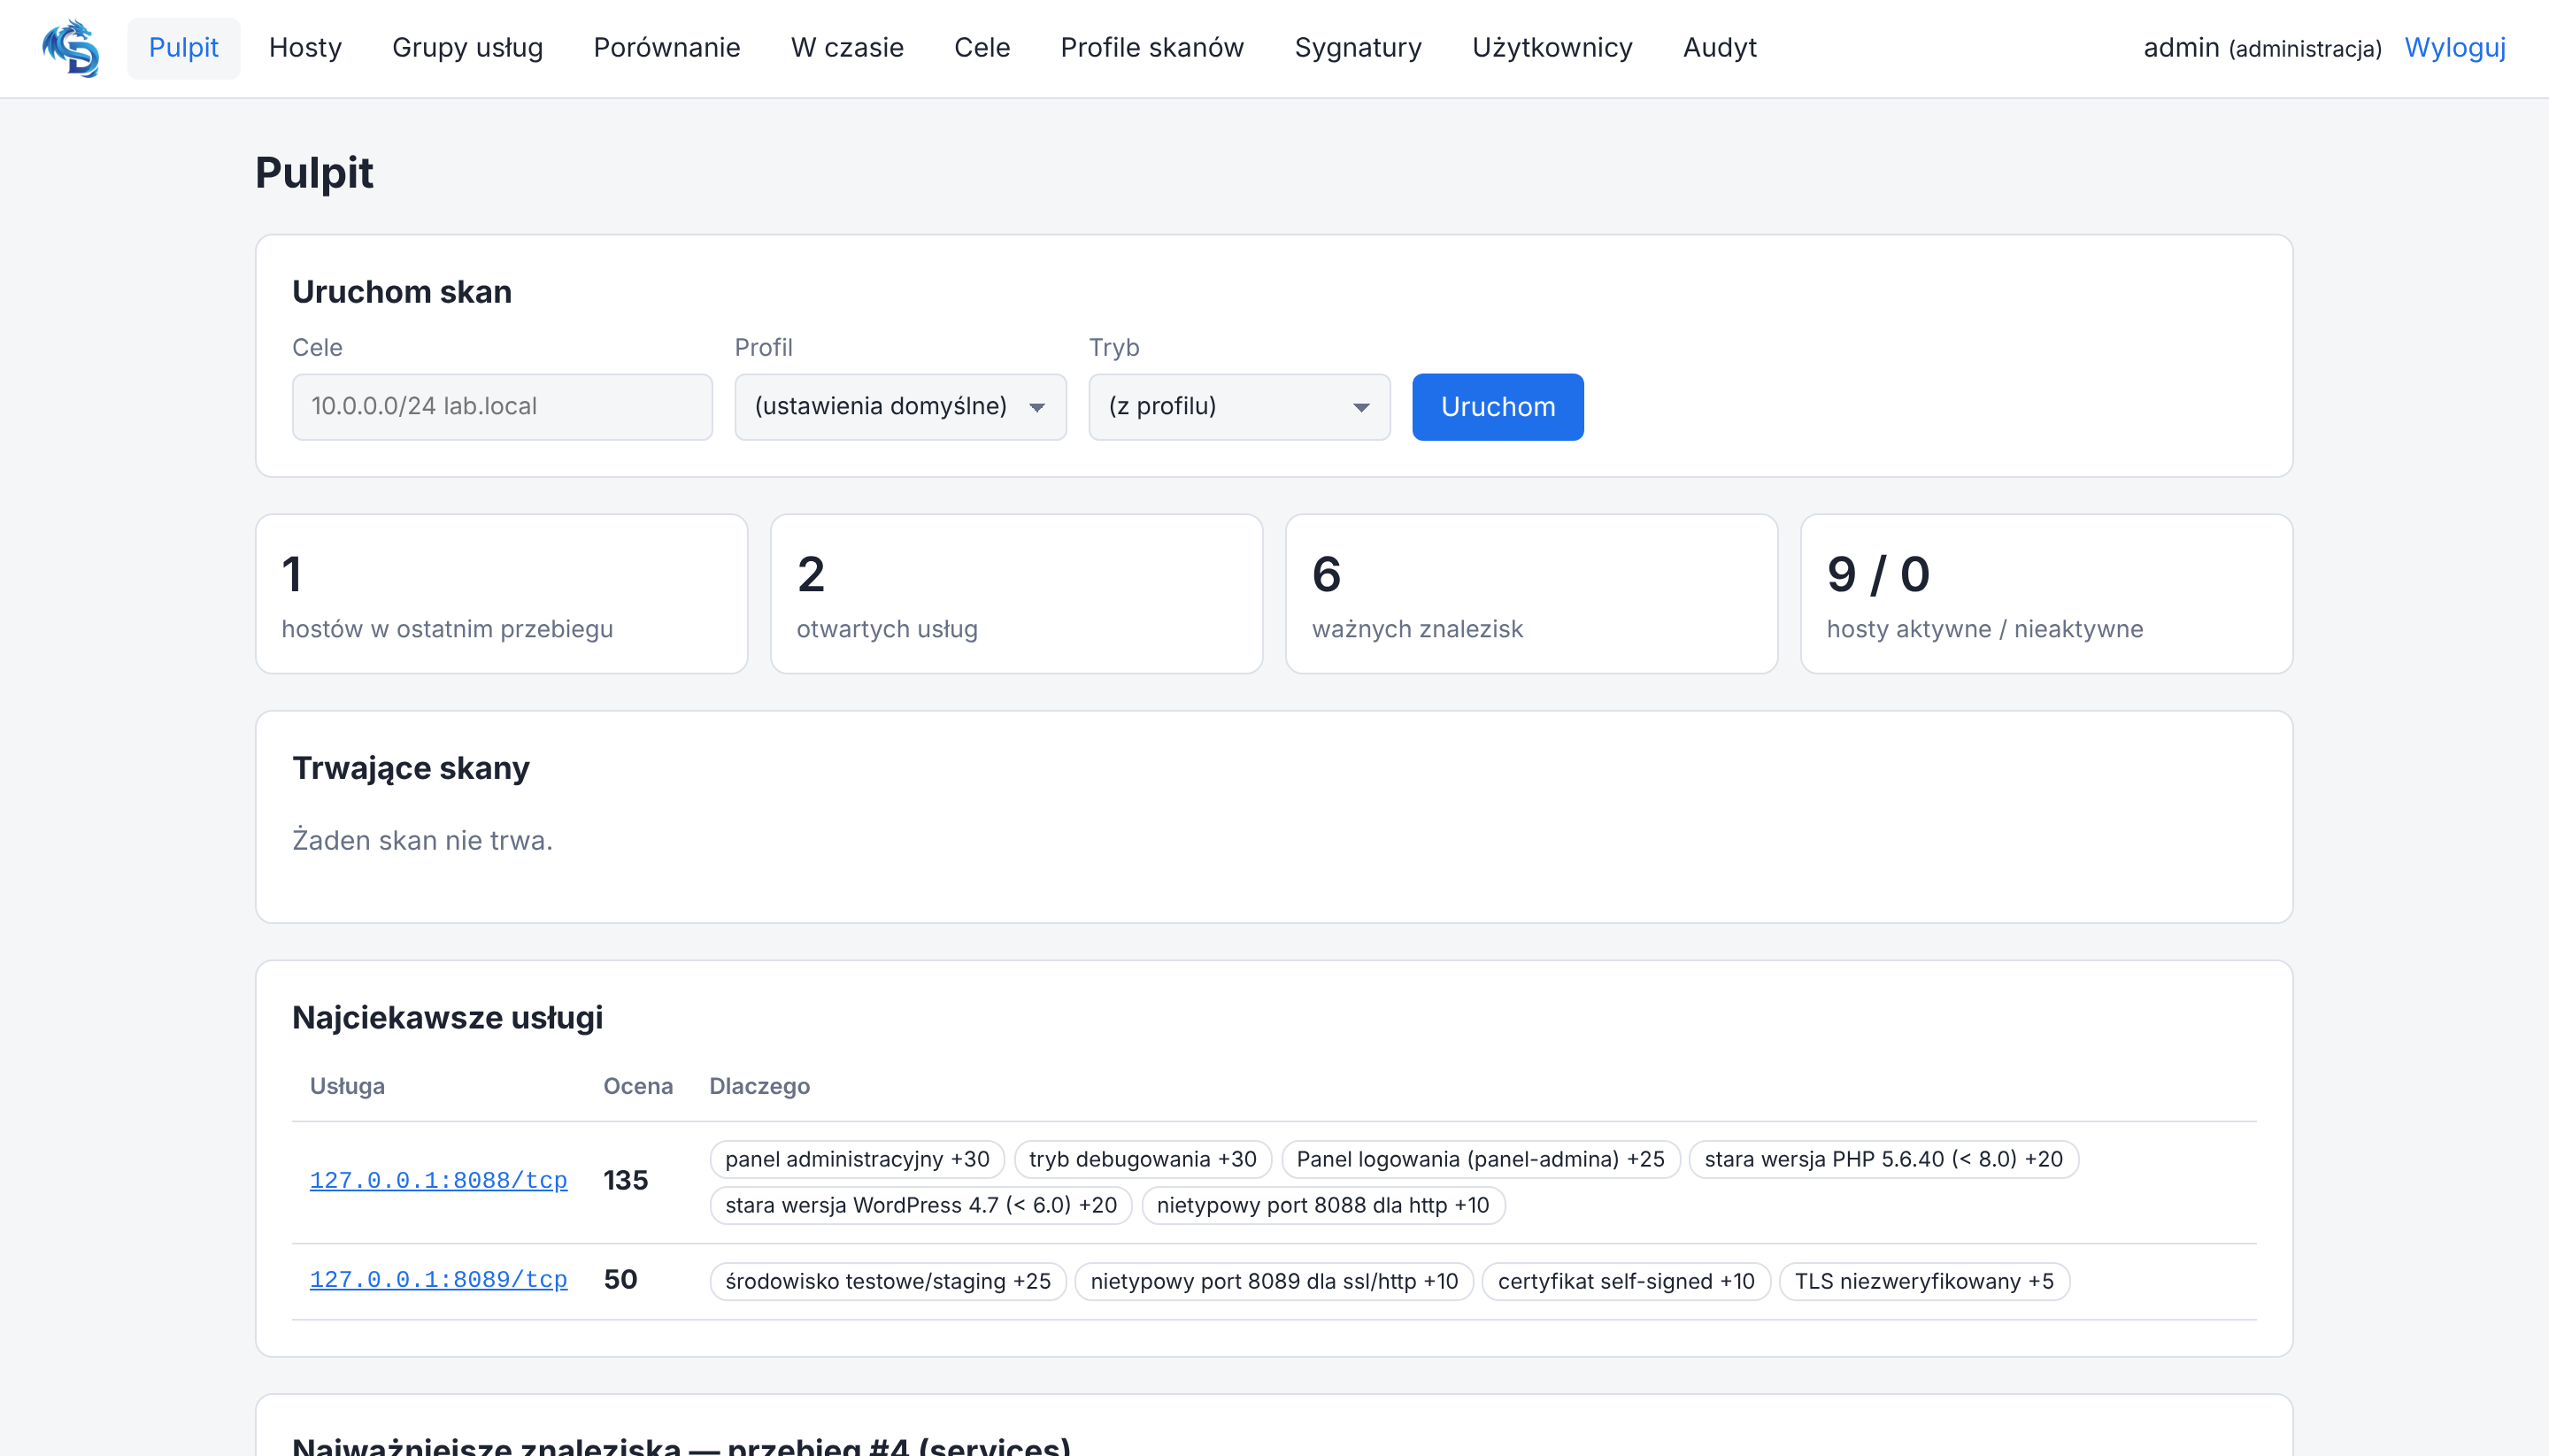 Pulpit Hosty Grupy usług Porównanie W czasie Cele Profile skanów Sygnatury Użytkownicy Audyt admin (administracja) Wyloguj
Pulpit
Uruchom skan
Cele Profil Tryb
10.0.0.0/24 lab.local (ustawienia domyślne) (z profilu) Uruchom
1 2 6 9 / 0
hostów w ostatnim przebiegu otwartych usług ważnych znalezisk hosty aktywne / nieaktywne
Trwające skany
Żaden skan nie trwa.
Najciekawsze usługi
Usługa Ocena Dlaczego
127.0.0.1:8088/tcp 135 panel administracyjny +30 tryb debugowania +30 Panel logowania (panel-admina) +25 stara wersja PHP 5.6.40 (< 8.0) +20
stara wersja WordPress 4.7 (< 6.0) +20 nietypowy port 8088 dla http +10
127.0.0.1:8089/tcp 50 środowisko testowe/staging +25 nietypowy port 8089 dla ssl/http +10 certyfikat self-signed +10 TLS niezweryfikowany +5
Najważniejsze znaleziska — przebieg #4 (services)